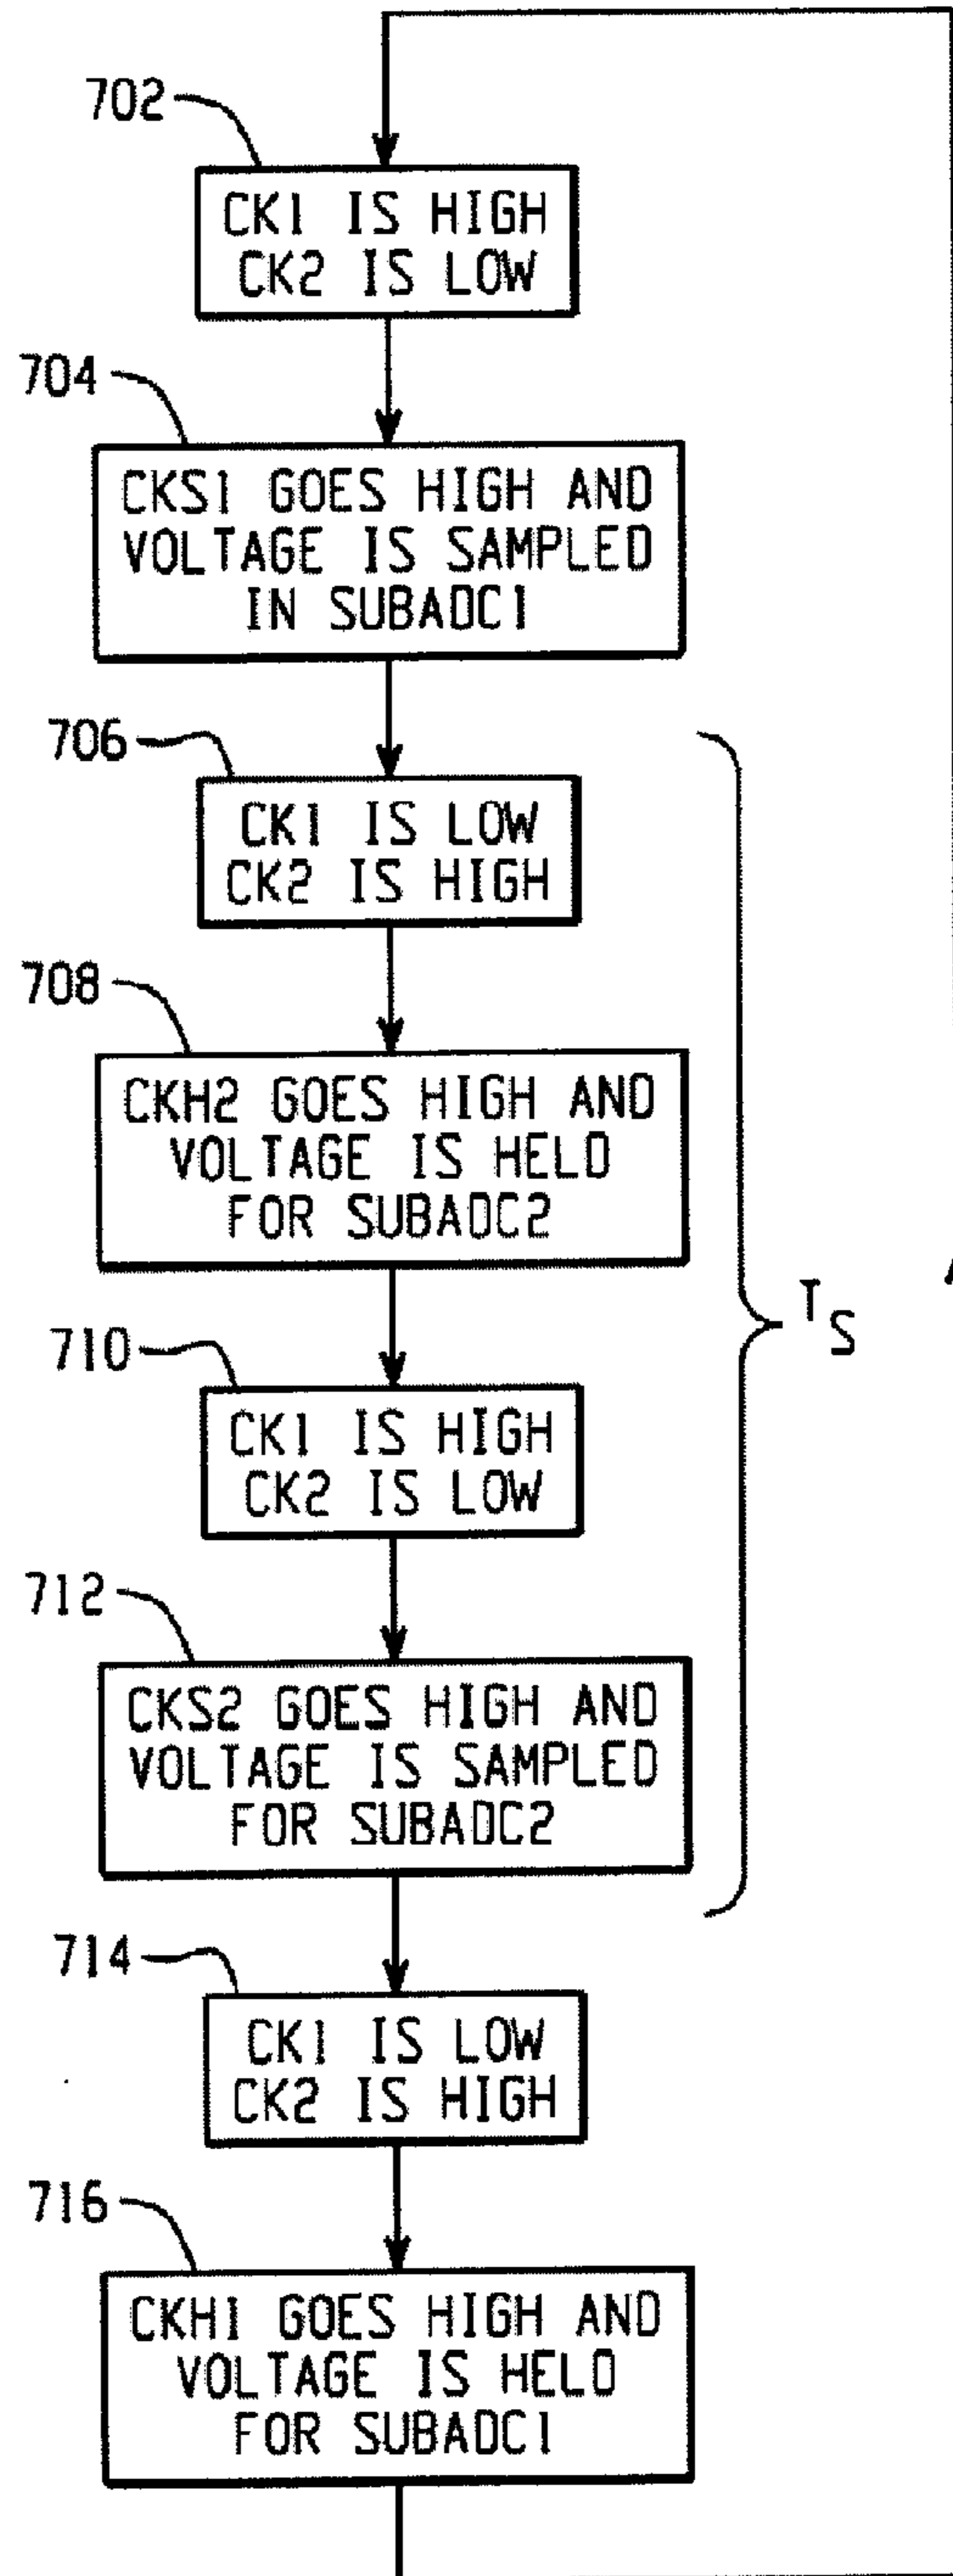 702
CK1 IS HIGH
CK2 IS LOW
704
CKS1 GOES HIGH AND
VOLTAGE IS SAMPLED
IN SUBADC1
706
CK1 IS LOW
CK2 IS HIGH
708
CKH2 GOES HIGH AND
VOLTAGE IS HELD
FOR SUBADC2
TS
710
CK1 IS HIGH
CK2 IS LOW
712
CKS2 GOES HIGH AND
VOLTAGE IS SAMPLED
FOR SUBADC2
714
CK1 IS LOW
CK2 IS HIGH
716
CKH1 GOES HIGH AND
VOLTAGE IS HELD
FOR SUBADC1